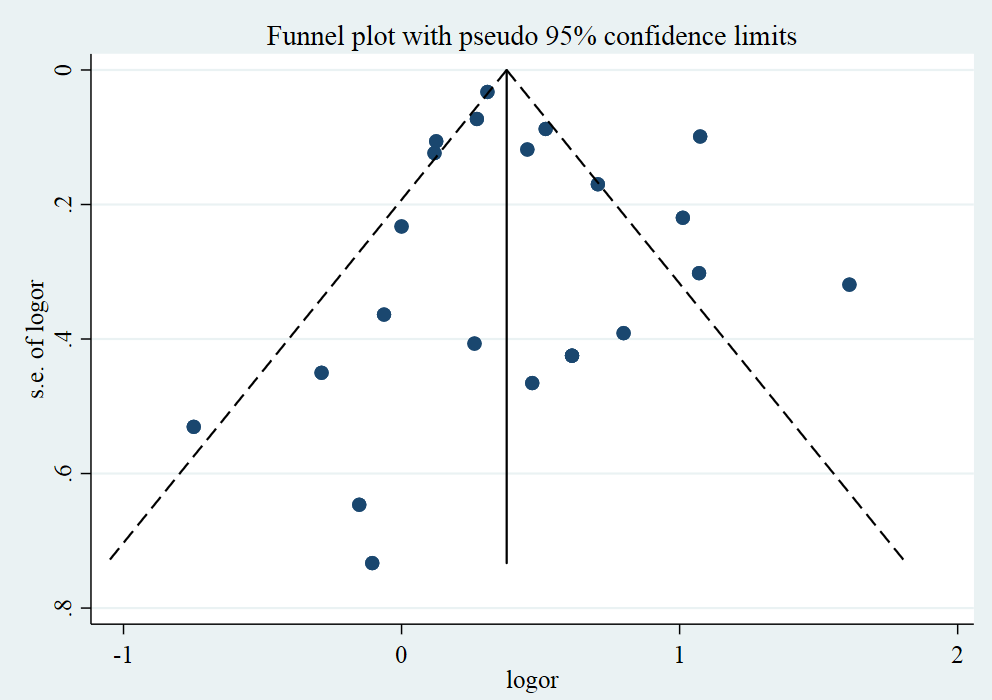 Funnel plot with pseudo 95% confidence limits
0
.2
.4
.6
.8
s.e. of logor
-1 0 1 2
logor